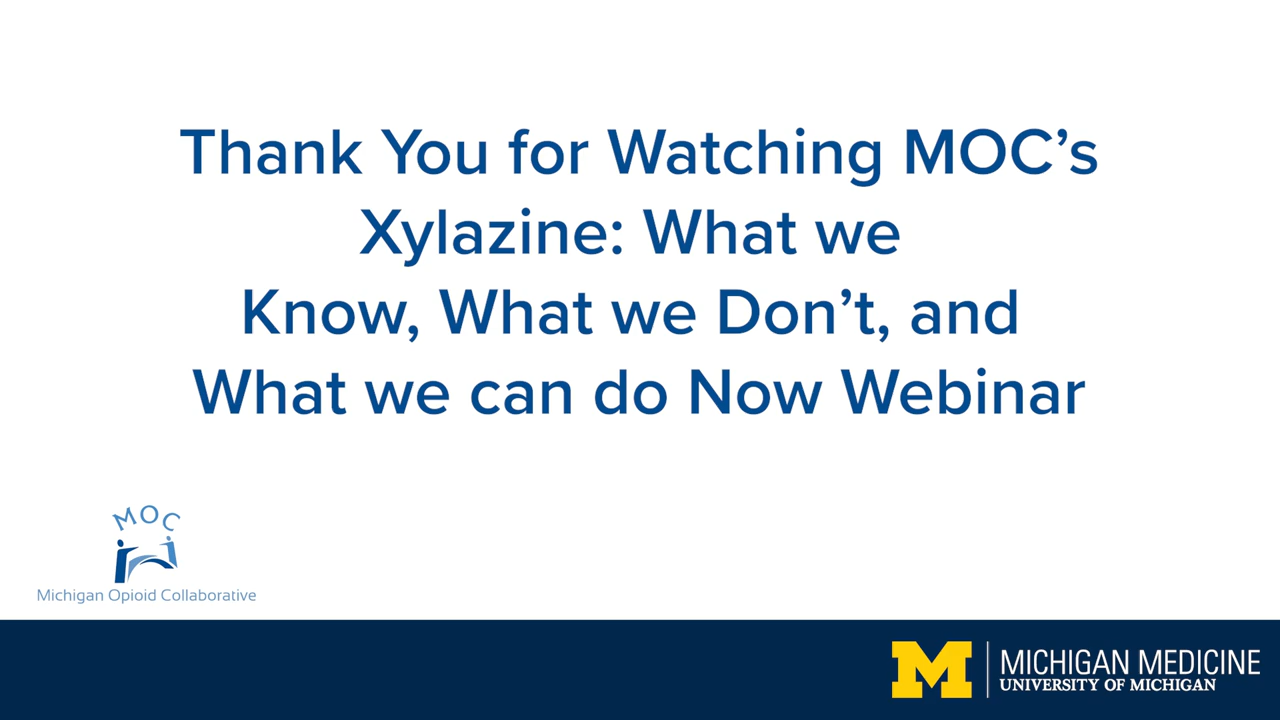 Thank You for Watching MOC’s
Xylazine: What we
Know, What we Don’t, and
What we can do Now Webinar
MOC
Michigan Opioid Collaborative
M
MICHIGAN MEDICINE
UNIVERSITY OF MICHIGAN